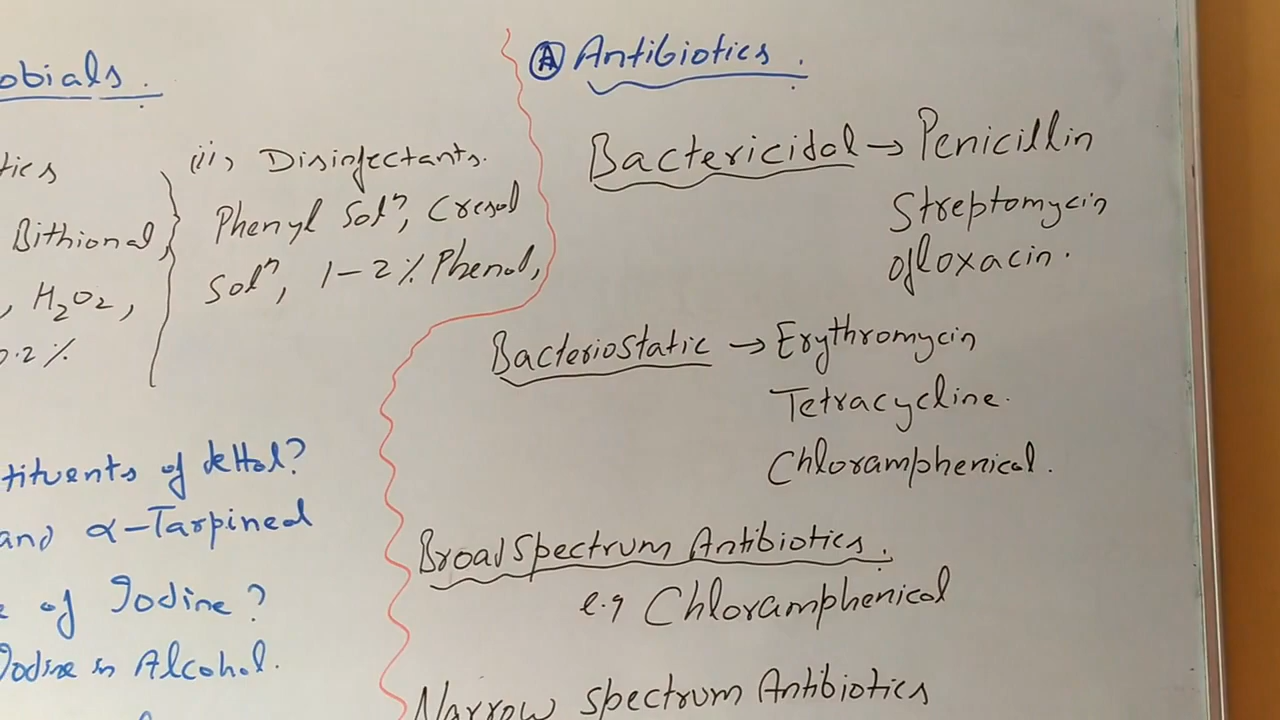 obials.
tics
Bithional,
, H₂O₂,
0.2 %
(ii) Disinfectants.
Phenyl Solⁿ, Cresol
Solⁿ, 1-2 % Phenol,
tituents of dettol?
and α-Tarpineol
of Iodine?
Iodine in Alcohol.
(A) Antibiotics.
Bactericidal → Penicillin
Streptomycin
Ofloxacin.
Bacteriostatic → Erythromycin
Tetracycline.
Chloramphenicol.
Broad Spectrum Antibiotics.
e.g Chloramphenicol
Narrow Spectrum Antibiotics